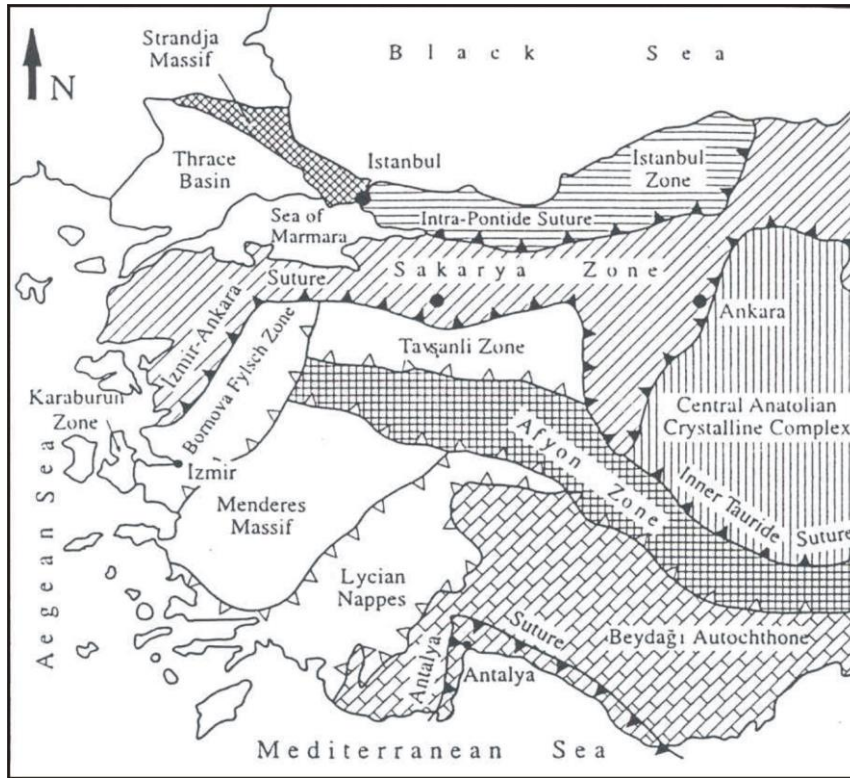 Strandja
Massif
Black Sea
N
Thrace
Basin
Istanbul
Istanbul
Zone
Sea of
Marmara
Intra-Pontide Suture
Sakarya Zone
Suture
Izmir-Ankara
Ankara
Bornova Fylsch Zone
Tavşanli Zone
Karaburun
Zone
Izmir
Central Anatolian
Crystalline Complex
Afyon Zone
Menderes
Massif
Inner Tauride Suture
Aegean Sea
Lycian
Nappes
Suture
Beydağı Autochthone
Antalya
Antalya
Mediterranean Sea